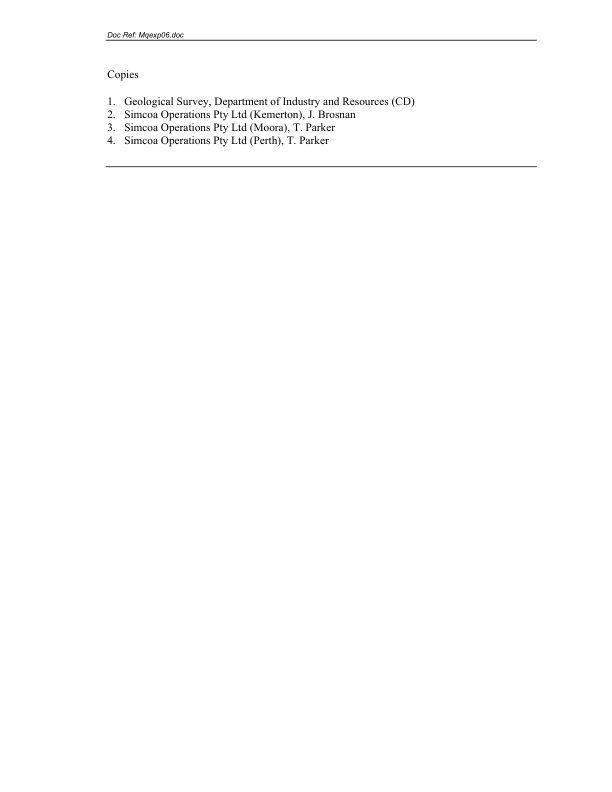 Doc Ref: Mqexp06.doc
Copies
1. Geological Survey, Department of Industry and Resources (CD)
2. Simcoa Operations Pty Ltd (Kemerton), J. Brosnan
3. Simcoa Operations Pty Ltd (Moora), T. Parker
4. Simcoa Operations Pty Ltd (Perth), T. Parker